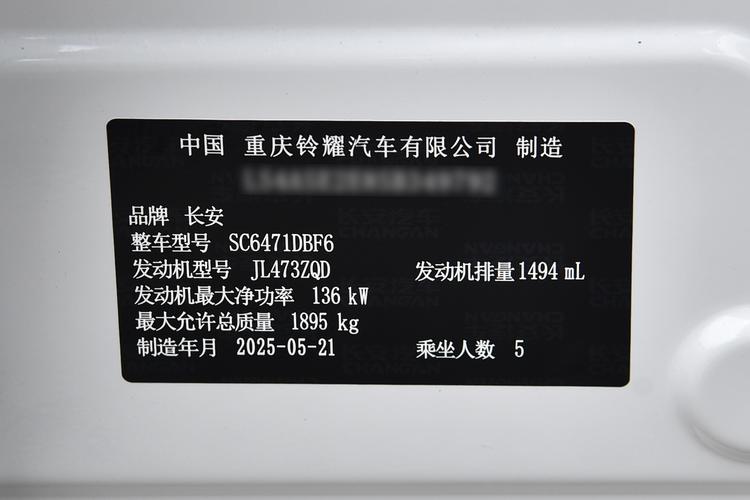 中国 重庆铃耀汽车有限公司 制造
品牌 长安
整车型号 SC6471DBF6
发动机型号 JL473ZQD 发动机排量 1494 mL
发动机最大净功率 136 kW
最大允许总质量 1895 kg
制造年月 2025-05-21 乘坐人数 5